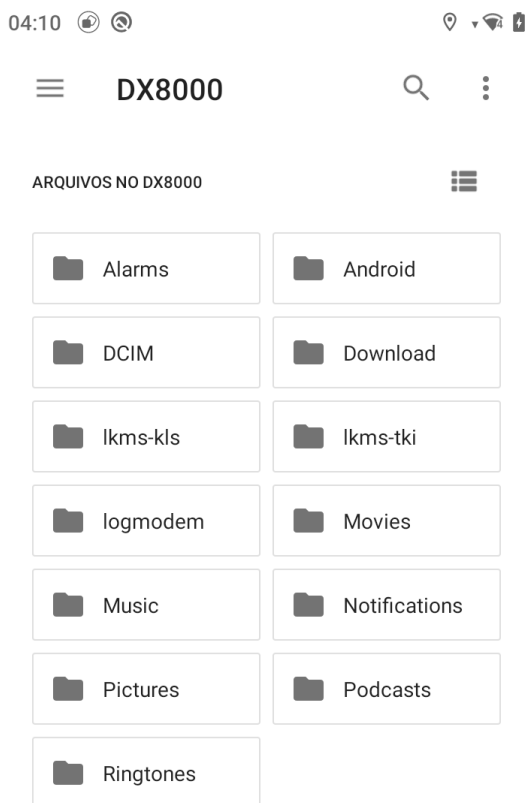 04:10
DX8000
ARQUIVOS NO DX8000
Alarms
Android
DCIM
Download
lkms-kls
lkms-tki
logmodem
Movies
Music
Notifications
Pictures
Podcasts
Ringtones